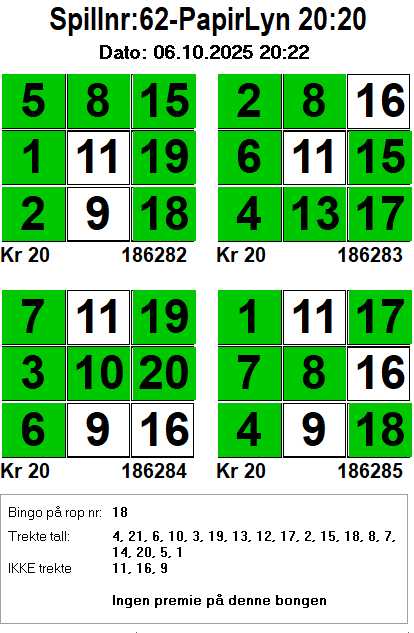 Spillnr:62-PapirLyn 20:20
Dato: 06.10.2025 20:22
5 8 15 2 8 16
1 11 19 6 11 15
2 9 18 4 13 17
Kr 20 186282 Kr 20 186283
7 11 19 1 11 17
3 10 20 7 8 16
6 9 16 4 9 18
Kr 20 186284 Kr 20 186285
Bingo på rop nr: 18
Trekte tall: 4, 21, 6, 10, 3, 19, 13, 12, 17, 2, 15, 18, 8, 7,
14, 20, 5, 1
IKKE trekte 11, 16, 9
Ingen premie på denne bongen